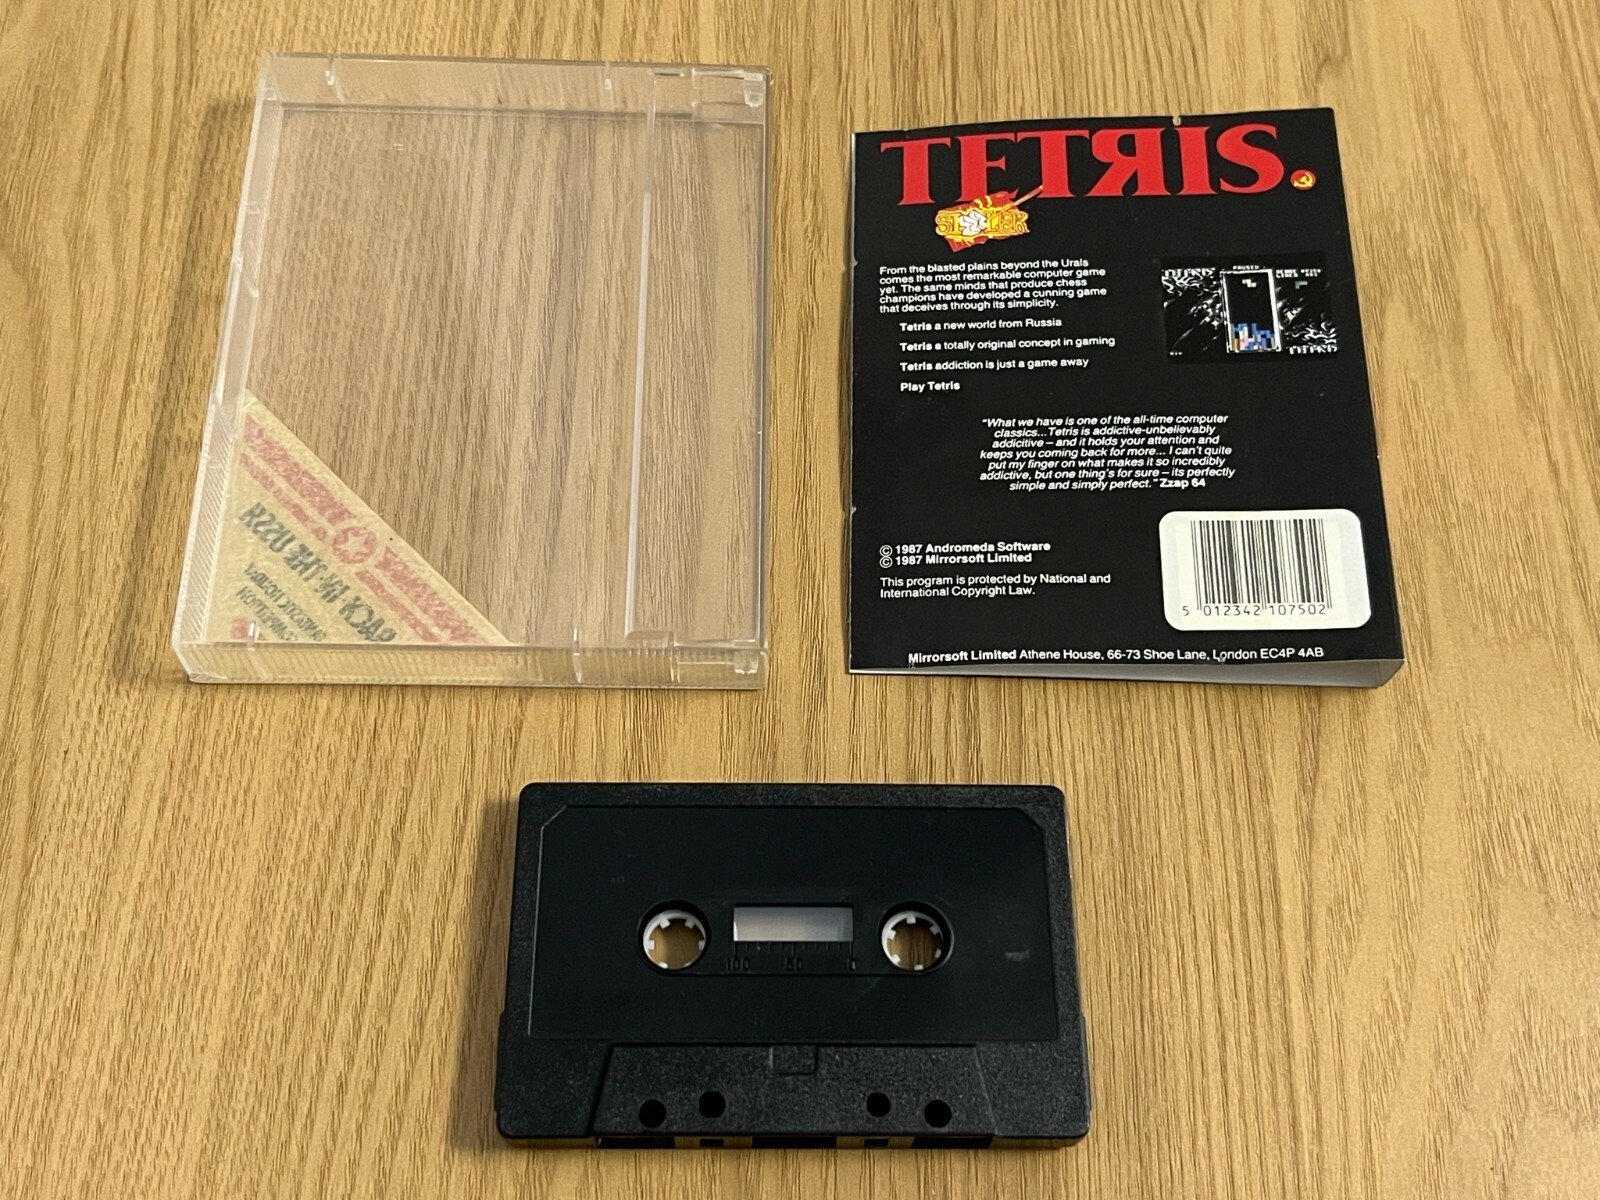 TETЯIS.
SIZZLER
From the blasted plains beyond the Urals
comes the most remarkable computer game
yet. The same minds that produce chess
champions have developed a cunning game
that deceives through its simplicity.
Tetris a new world from Russia
Tetris a totally original concept in gaming
Tetris addiction is just a game away
Play Tetris
PAUSED
TETRIS
TETRIS
"What we have is one of the all-time computer
classics...Tetris is addictive-unbelievably
addicitive – and it holds your attention and
keeps you coming back for more... I can't quite
put my finger on what makes it so incredibly
addictive, but one thing's for sure – its perfectly
simple and simply perfect." Zzap 64
© 1987 Andromeda Software
© 1987 Mirrorsoft Limited
This program is protected by National and
International Copyright Law.
5 012342 107502
Mirrorsoft Limited Athene House, 66-73 Shoe Lane, London EC4P 4AB
BACK IN THE USSR
100 50 0